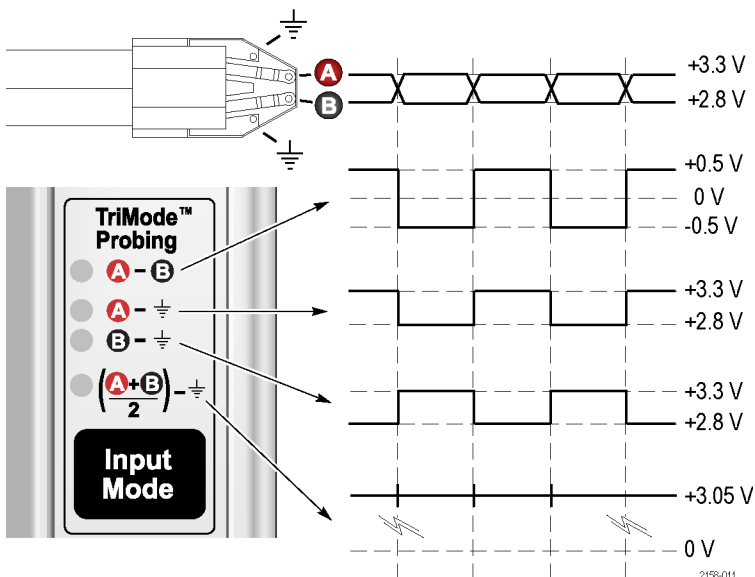 A
B
+3.3 V
+2.8 V
+0.5 V
0 V
-0.5 V
TriMode™
Probing
A - B
A -
B -
(A+B
2) -
+3.3 V
+2.8 V
+3.3 V
+2.8 V
Input
Mode
+3.05 V
0 V
2158-011